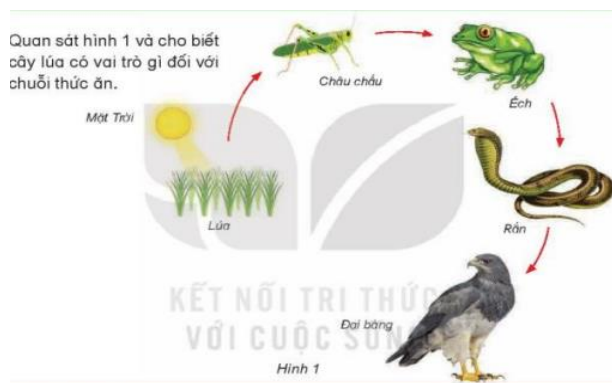 Quan sát hình 1 và cho biết
cây lúa có vai trò gì đối với
chuỗi thức ăn.
Châu chấu
Ếch
Mặt Trời
Lúa
Rắn
KẾT NỐI TRI THỨC
VỚI CUỘC SỐNG
Đại bàng
Hình 1